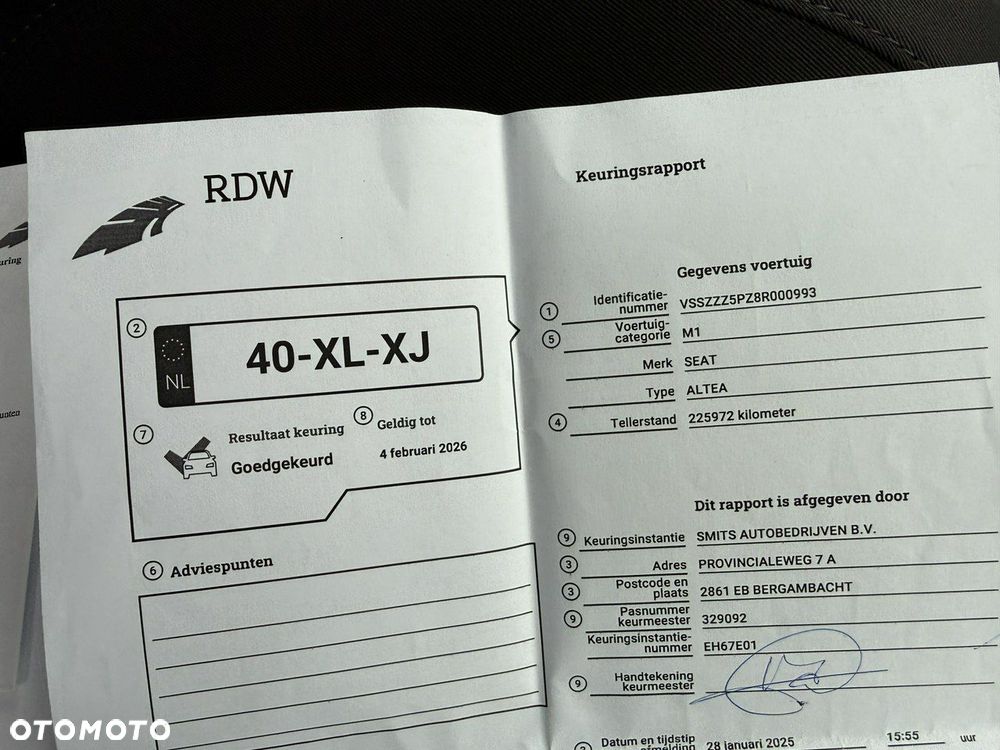 RDW
Keuringsrapport
2
NL
40-XL-XJ
7
Resultaat keuring
Goedgekeurd
8
Geldig tot
4 februari 2026
6 Adviespunten
Gegevens voertuig
1 Identificatie-
nummer VSSZZZ5PZ8R000993
5 Voertuig-
categorie M1
Merk SEAT
Type ALTEA
4 Tellerstand 225972 kilometer
Dit rapport is afgegeven door
9 Keuringsinstantie SMITS AUTOBEDRIJVEN B.V.
3 Adres PROVINCIALEWEG 7 A
3 Postcode en
plaats 2861 EB BERGAMBACHT
9 Pasnummer
keurmeester 329092
Keuringsinstantie-
nummer EH67E01
9 Handtekening
keurmeester
Datum en tijdstip
afmelding 28 januari 2025 15:55 uur
OTOMOTO